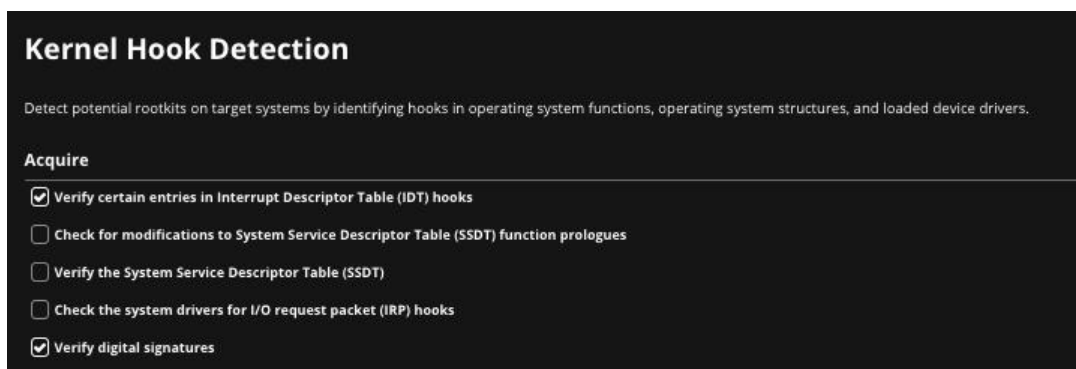 Kernel Hook Detection
Detect potential rootkits on target systems by identifying hooks in operating system functions, operating system structures, and loaded device drivers.
Acquire
Verify certain entries in Interrupt Descriptor Table (IDT) hooks
Check for modifications to System Service Descriptor Table (SSDT) function prologues
Verify the System Service Descriptor Table (SSDT)
Check the system drivers for I/O request packet (IRP) hooks
Verify digital signatures